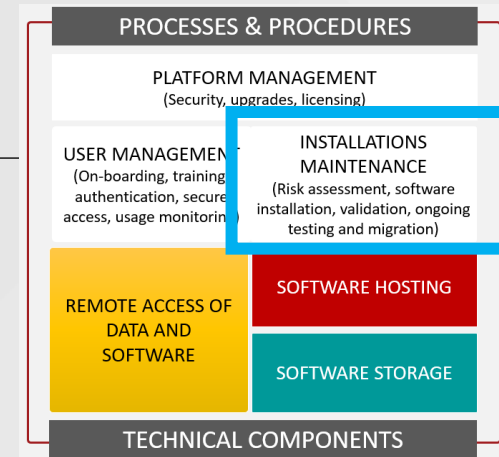 PROCESSES & PROCEDURES
PLATFORM MANAGEMENT
(Security, upgrades, licensing)
USER MANAGEMENT
(On-boarding, training,
authentication, secure
access, usage monitoring)
INSTALLATIONS
MAINTENANCE
(Risk assessment, software
installation, validation, ongoing
testing and migration)
REMOTE ACCESS OF
DATA AND
SOFTWARE
SOFTWARE HOSTING
SOFTWARE STORAGE
TECHNICAL COMPONENTS